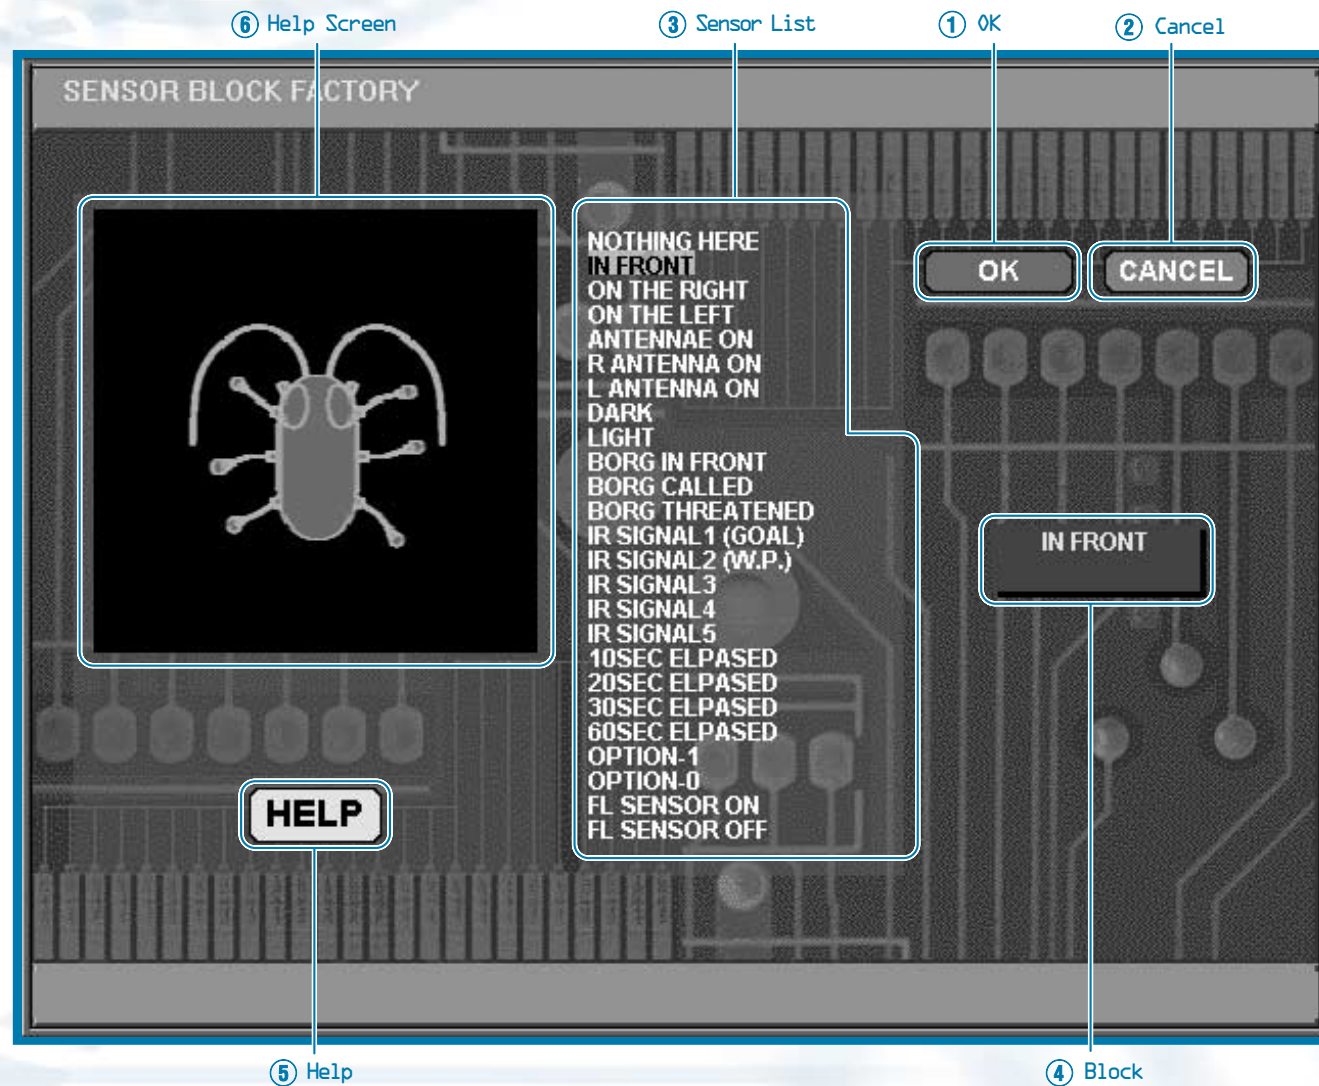 ⑥ Help Screen
③ Sensor List
① OK
② Cancel
SENSOR BLOCK FACTORY
NOTHING HERE
IN FRONT
ON THE RIGHT
ON THE LEFT
ANTENNAE ON
R ANTENNA ON
L ANTENNA ON
DARK
LIGHT
BORG IN FRONT
BORG CALLED
BORG THREATENED
IR SIGNAL1 (GOAL)
IR SIGNAL2 (W.P.)
IR SIGNAL3
IR SIGNAL4
IR SIGNAL5
10SEC ELPASED
20SEC ELPASED
30SEC ELPASED
60SEC ELPASED
OPTION-1
OPTION-0
FL SENSOR ON
FL SENSOR OFF
OK
CANCEL
IN FRONT
HELP
⑤ Help
④ Block